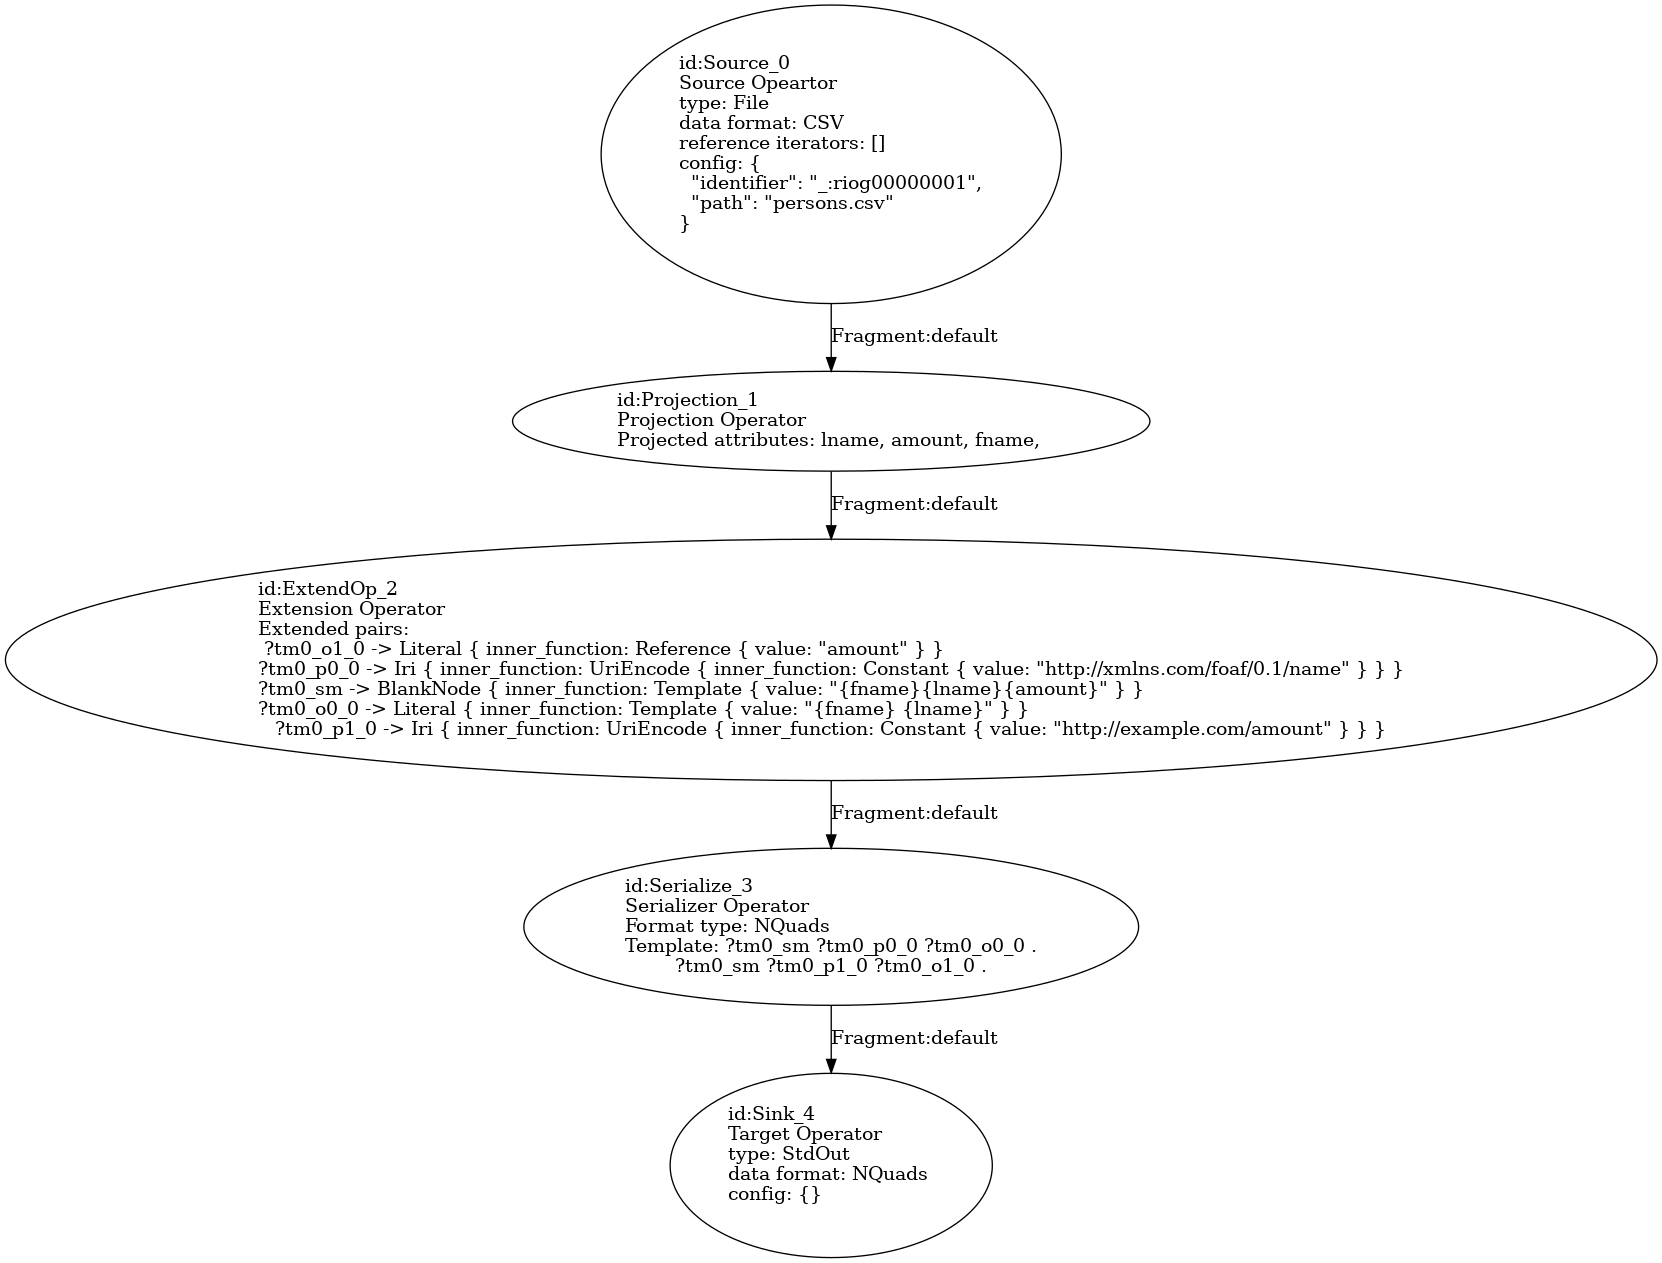 id:Source_0
Source Opeartor
type: File
data format: CSV
reference iterators: []
config: {
  "identifier": "_:riog00000001",
  "path": "persons.csv"
}
Fragment:default
id:Projection_1
Projection Operator
Projected attributes: lname, amount, fname,
Fragment:default
id:ExtendOp_2
Extension Operator
Extended pairs:
 ?tm0_o1_0 -> Literal { inner_function: Reference { value: "amount" } }
?tm0_p0_0 -> Iri { inner_function: UriEncode { inner_function: Constant { value: "http://xmlns.com/foaf/0.1/name" } } }
?tm0_sm -> BlankNode { inner_function: Template { value: "{fname}{lname}{amount}" } }
?tm0_o0_0 -> Literal { inner_function: Template { value: "{fname} {lname}" } }
?tm0_p1_0 -> Iri { inner_function: UriEncode { inner_function: Constant { value: "http://example.com/amount" } } }
Fragment:default
id:Serialize_3
Serializer Operator
Format type: NQuads
Template: ?tm0_sm ?tm0_p0_0 ?tm0_o0_0 .
?tm0_sm ?tm0_p1_0 ?tm0_o1_0 .
Fragment:default
id:Sink_4
Target Operator
type: StdOut
data format: NQuads
config: {}